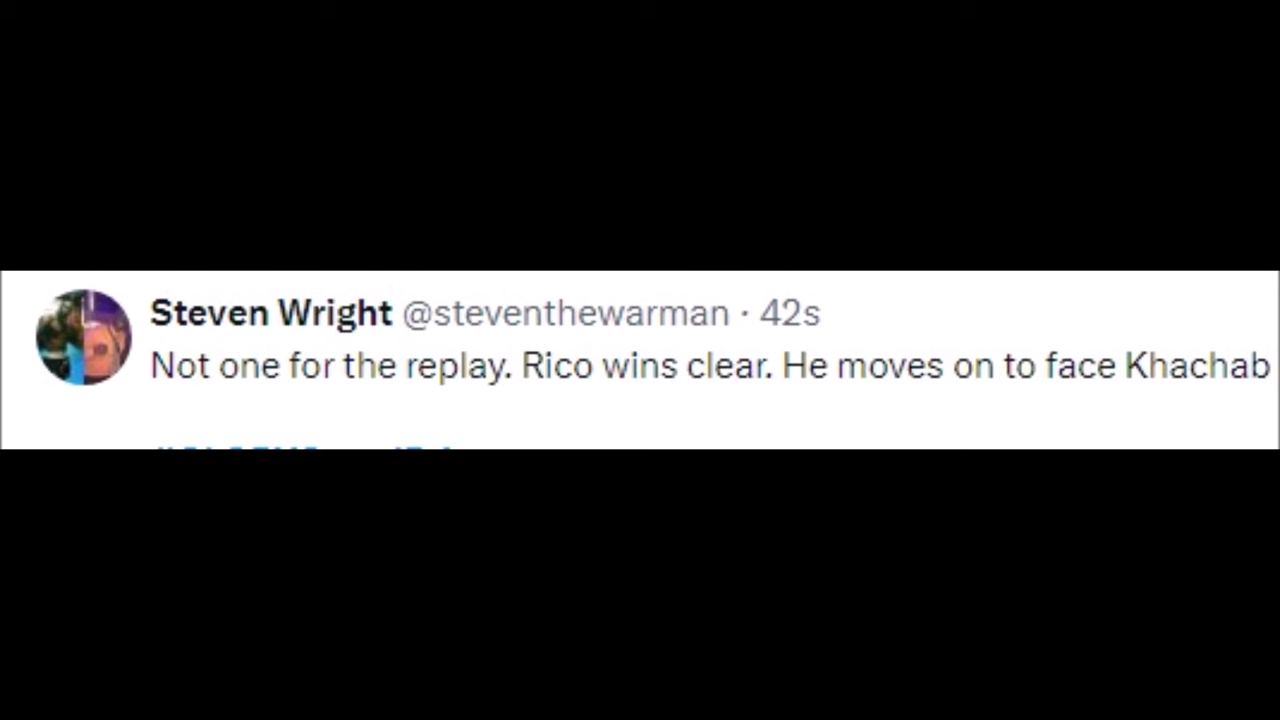 Steven Wright @steventhewarman · 42s
Not one for the replay. Rico wins clear. He moves on to face Khachab